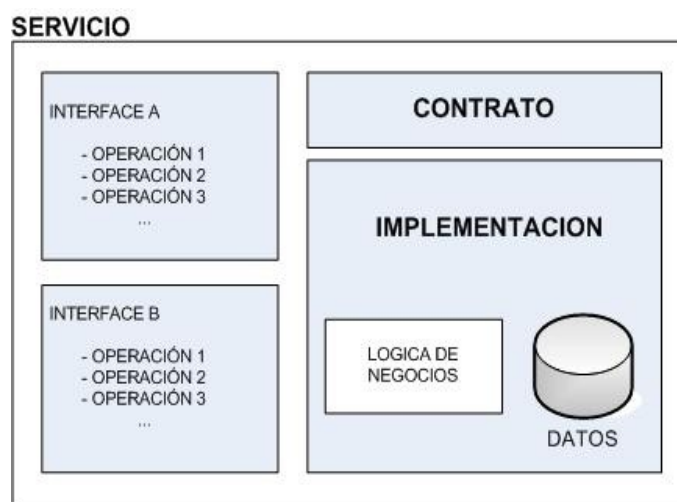 SERVICIO
INTERFACE A
- OPERACIÓN 1
- OPERACIÓN 2
- OPERACIÓN 3
...
INTERFACE B
- OPERACIÓN 1
- OPERACIÓN 2
- OPERACIÓN 3
...
CONTRATO
IMPLEMENTACION
LOGICA DE
NEGOCIOS
DATOS